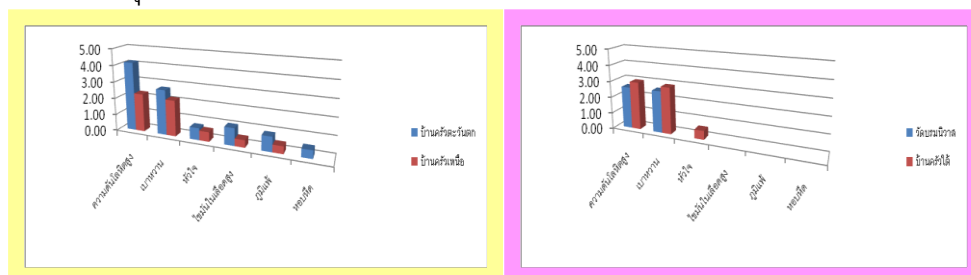 5.00
4.00
3.00
2.00
1.00
0.00
ความดันโลหิตสูง
เบาหวาน
หัวใจ
ไขมันในเลือดสูง
ภูมิแพ้
หอบหืด
บ้านครัวตะวันตก
บ้านครัวเหนือ
5.00
4.00
3.00
2.00
1.00
0.00
ความดันโลหิตสูง
เบาหวาน
หัวใจ
ไขมันในเลือดสูง
ภูมิแพ้
หอบหืด
วัดบรมนิวาส
บ้านครัวใต้